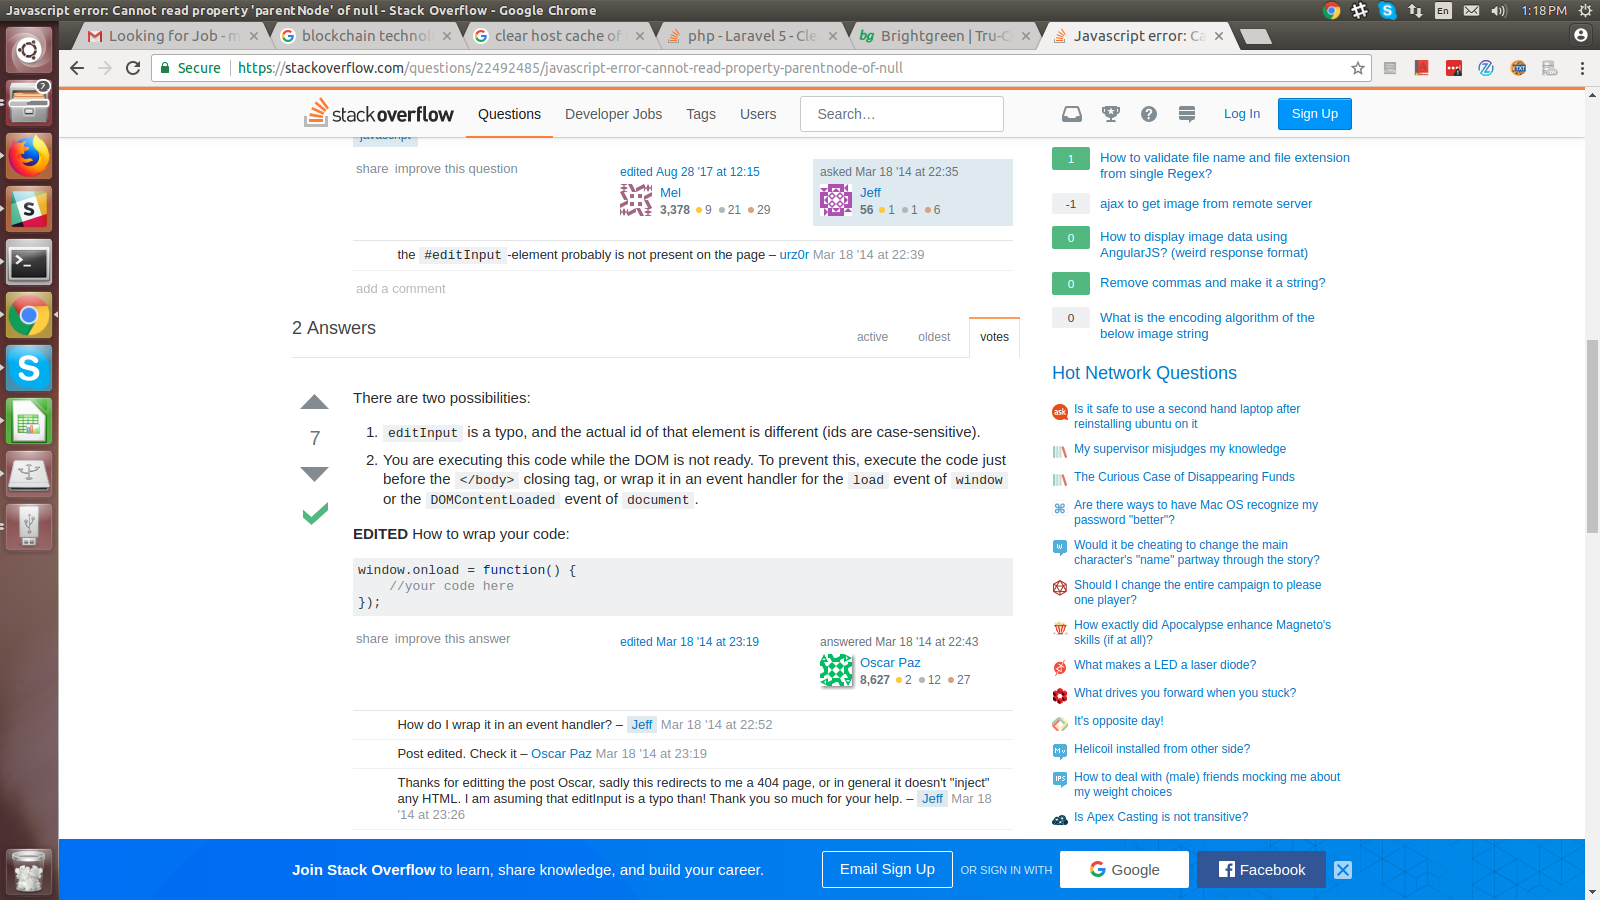 Javascript error: Cannot read property 'parentNode' of null - Stack Overflow - Google Chrome
En
1:18 PM
Looking for Job - m
blockchain technol
clear host cache of
php - Laravel 5 - Cle
bg Brightgreen | Tru-C
Javascript error: Ca
Secure
https://stackoverflow.com/questions/22492485/javascript-error-cannot-read-property-parentnode-of-null
stackoverflow
Questions
Developer Jobs
Tags
Users
Search...
Log In
Sign Up
javascript
share improve this question
edited Aug 28 '17 at 12:15
Mel
3,378 9 21 29
asked Mar 18 '14 at 22:35
Jeff
56 1 1 6
the #editInput-element probably is not present on the page – urz0r Mar 18 '14 at 22:39
add a comment
2 Answers
active
oldest
votes
7
There are two possibilities:
1. editInput is a typo, and the actual id of that element is different (ids are case-sensitive).
2. You are executing this code while the DOM is not ready. To prevent this, execute the code just
before the </body> closing tag, or wrap it in an event handler for the load event of window
or the DOMContentLoaded event of document.
EDITED How to wrap your code:
window.onload = function() {
//your code here
});
share improve this answer
edited Mar 18 '14 at 23:19
answered Mar 18 '14 at 22:43
Oscar Paz
8,627 2 12 27
How do I wrap it in an event handler? – Jeff Mar 18 '14 at 22:52
Post edited. Check it – Oscar Paz Mar 18 '14 at 23:19
Thanks for editting the post Oscar, sadly this redirects to me a 404 page, or in general it doesn't "inject"
any HTML. I am asuming that editInput is a typo than! Thank you so much for your help. – Jeff Mar 18
'14 at 23:26
1 How to validate file name and file extension
from single Regex?
-1 ajax to get image from remote server
0 How to display image data using
AngularJS? (weird response format)
0 Remove commas and make it a string?
0 What is the encoding algorithm of the
below image string
Hot Network Questions
Is it safe to use a second hand laptop after
reinstalling ubuntu on it
My supervisor misjudges my knowledge
The Curious Case of Disappearing Funds
Are there ways to have Mac OS recognize my
password "better"?
Would it be cheating to change the main
character's "name" partway through the story?
Should I change the entire campaign to please
one player?
How exactly did Apocalypse enhance Magneto's
skills (if at all)?
What makes a LED a laser diode?
What drives you forward when you stuck?
It's opposite day!
Helicoil installed from other side?
How to deal with (male) friends mocking me about
my weight choices
Is Apex Casting is not transitive?
Join Stack Overflow to learn, share knowledge, and build your career.
Email Sign Up
OR SIGN IN WITH
Google
Facebook